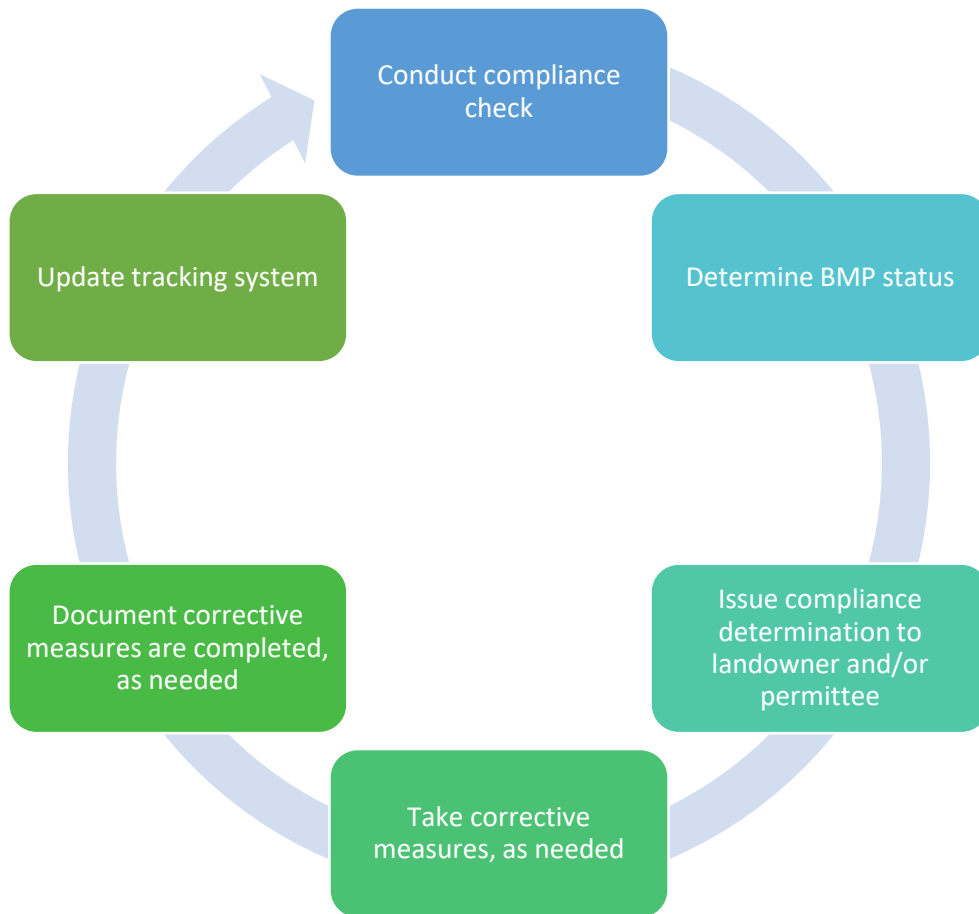 Conduct compliance
check
Determine BMP status
Issue compliance
determination to
landowner and/or
permittee
Take corrective
measures, as needed
Document corrective
measures are completed,
as needed
Update tracking system